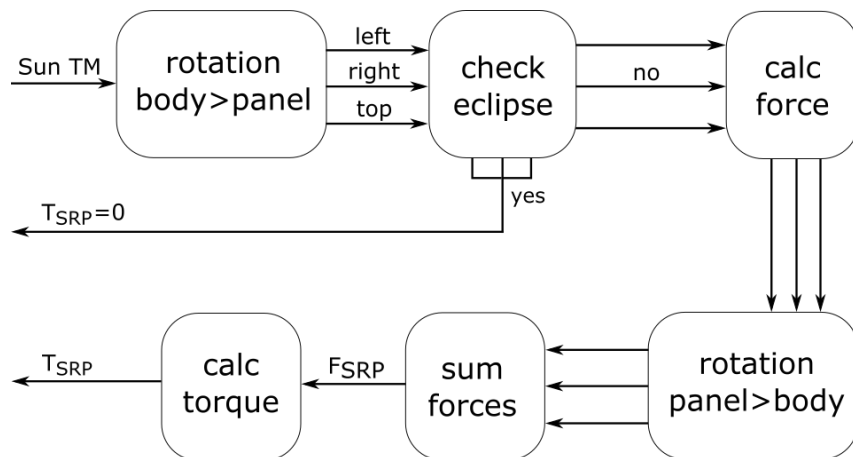 Sun TM
rotation
body>panel
left
right
top
check
eclipse
no
calc
force
yes
TSRP=0
TSRP
calc
torque
FSRP
sum
forces
rotation
panel>body